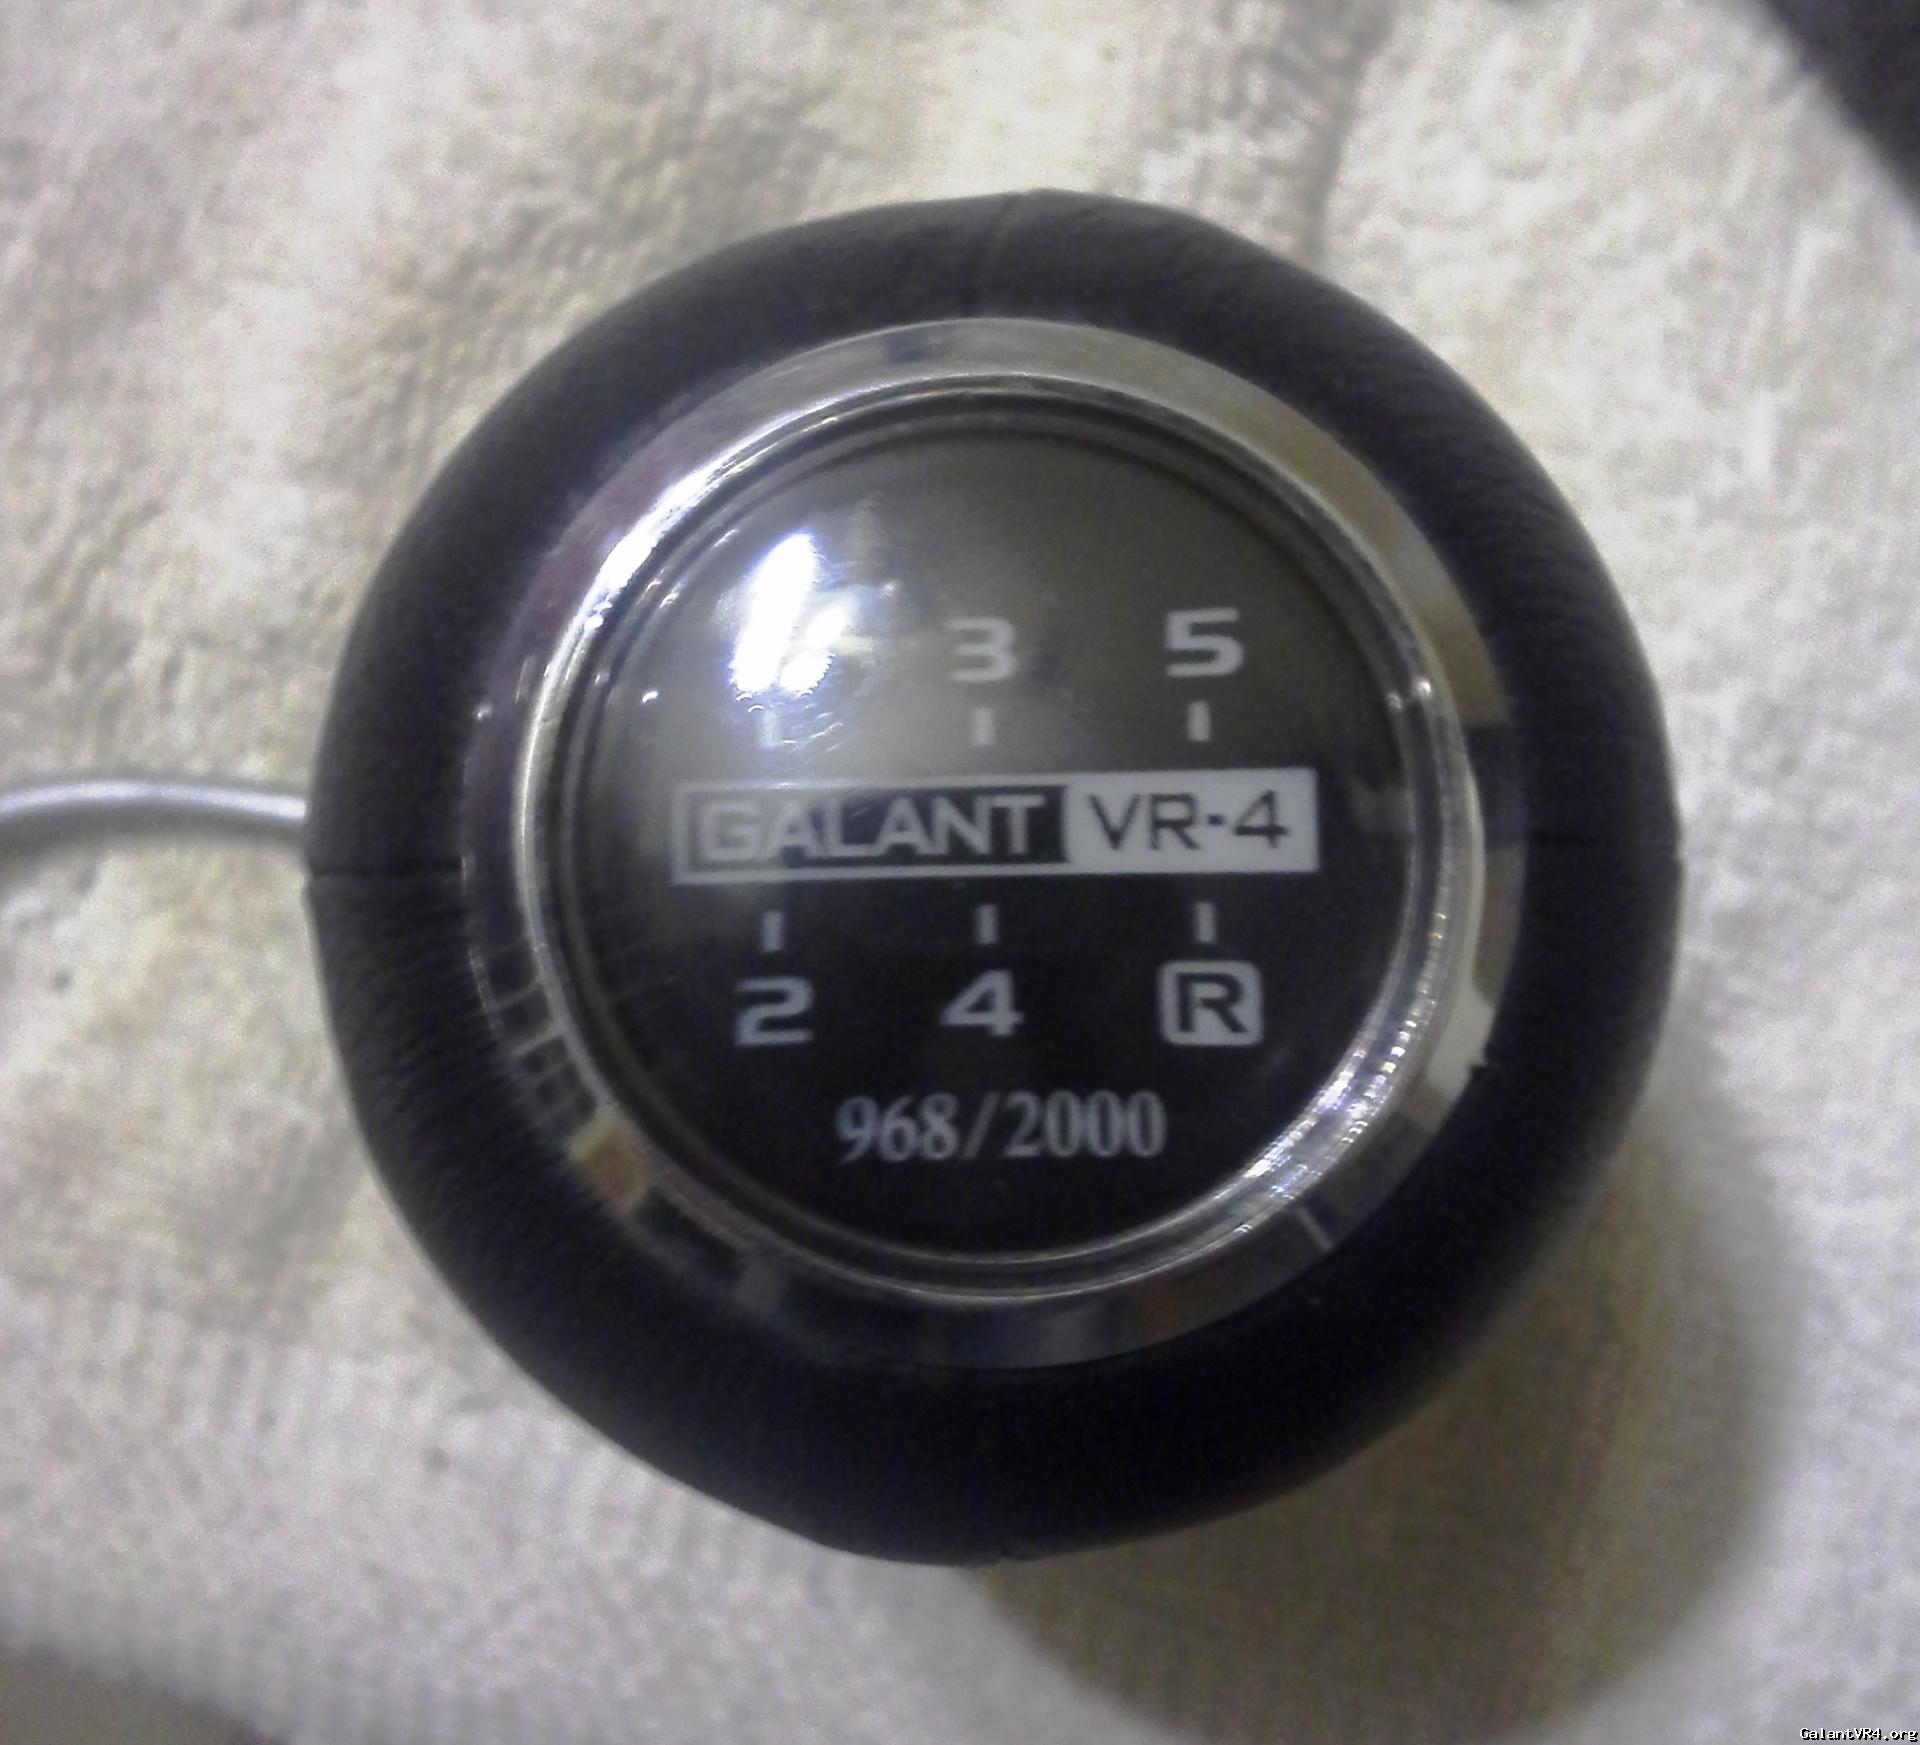 3 5
GALANT VR-4
2 4 R
968/2000
GalantVR4.org